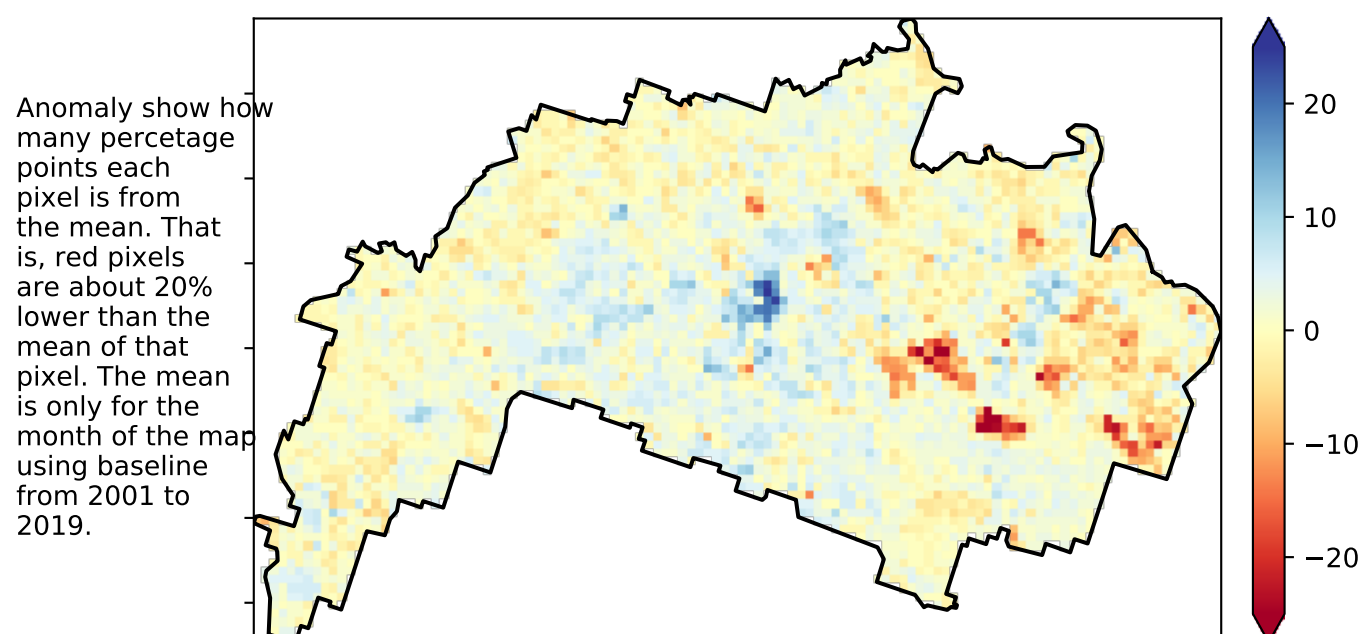 Anomaly show how
many percetage
points each
pixel is from
the mean. That
is, red pixels
are about 20%
lower than the
mean of that
pixel. The mean
is only for the
month of the map
using baseline
from 2001 to
2019.
20
10
0
−10
−20